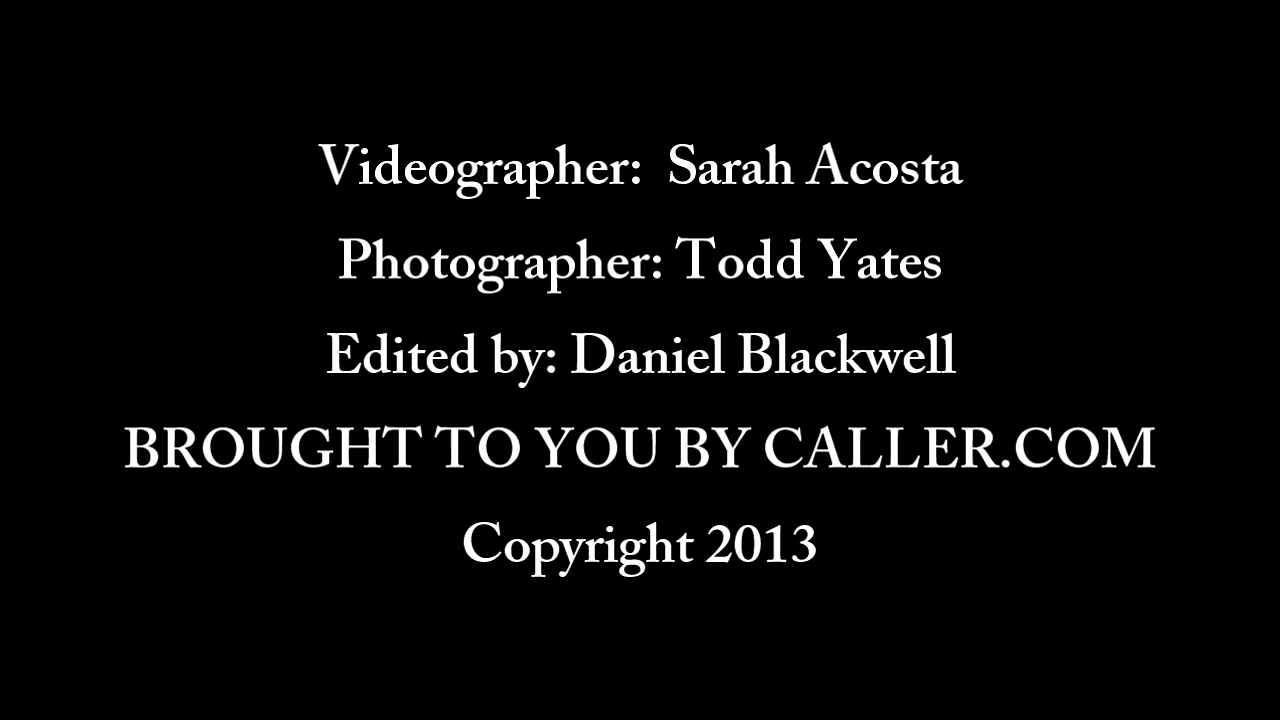 Videographer:  Sarah Acosta
Photographer: Todd Yates
Edited by: Daniel Blackwell
BROUGHT TO YOU BY CALLER.COM
Copyright 2013